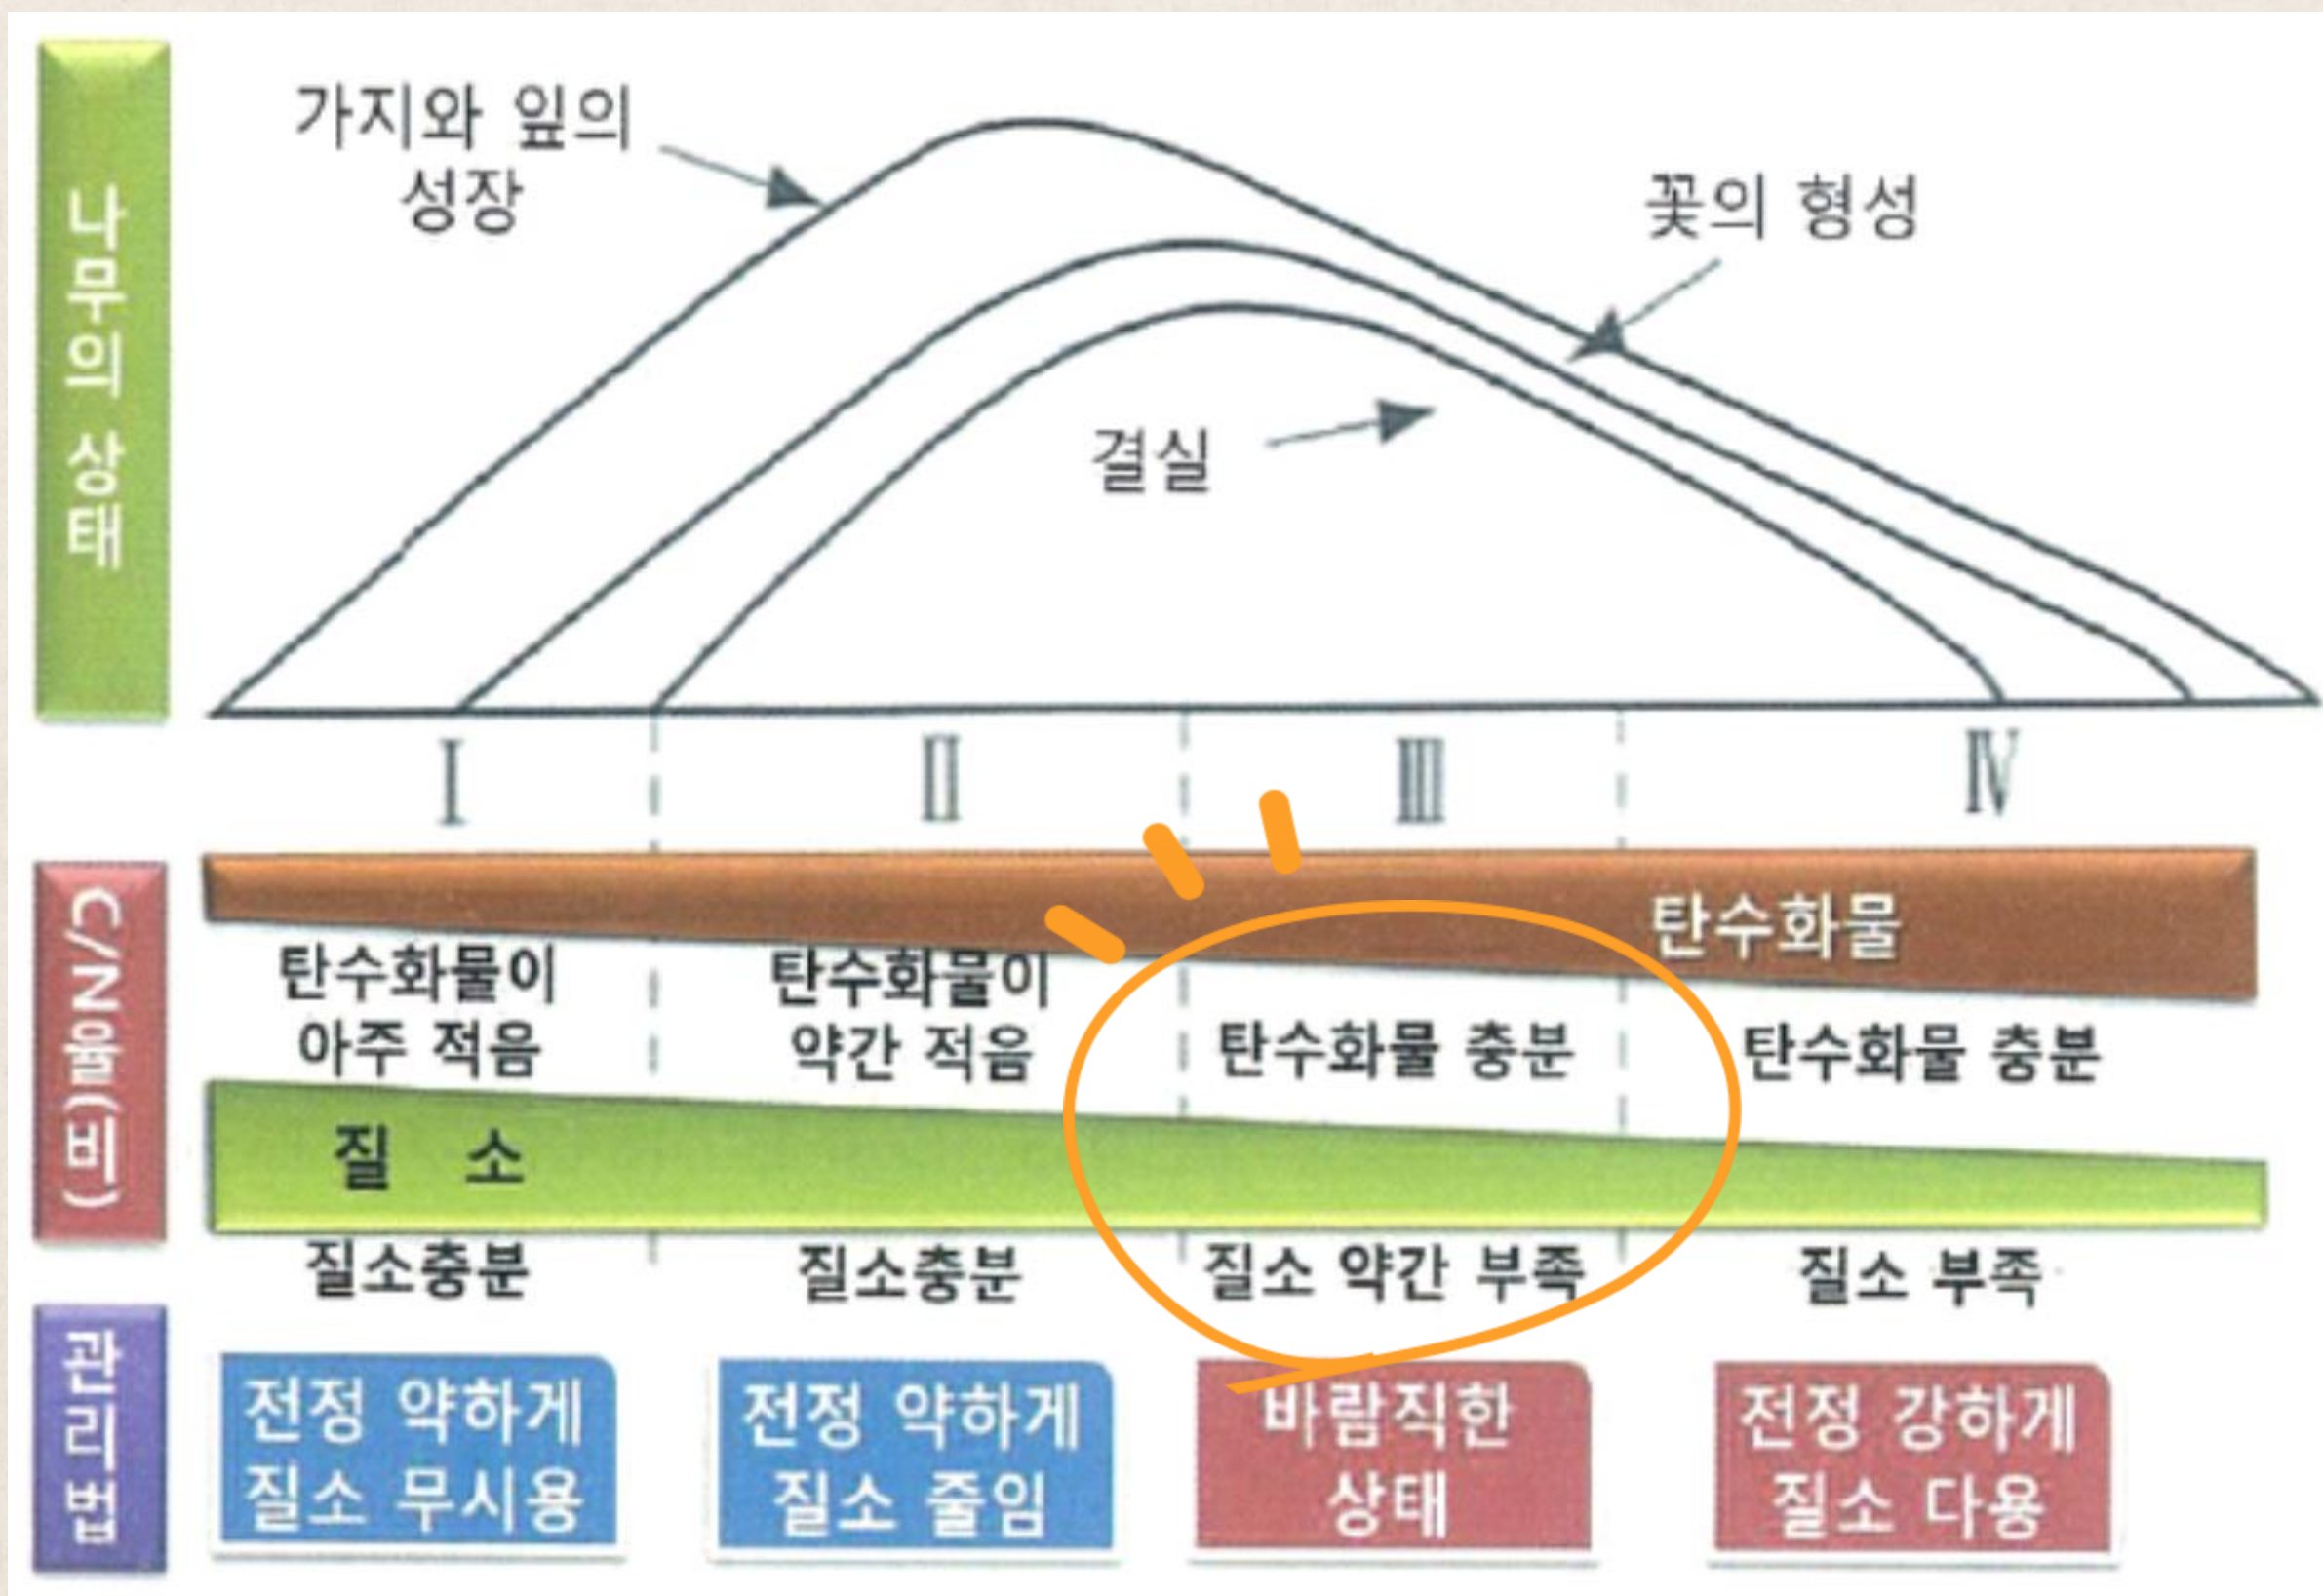 나무의 상태
가지와 잎의
성장
꽃의 형성
결실
Ⅰ
Ⅱ
Ⅲ
Ⅳ
C/N율(비)
탄수화물
탄수화물이
아주 적음
탄수화물이
약간 적음
탄수화물 충분
탄수화물 충분
질 소
질소충분
질소충분
질소 약간 부족
질소 부족
관리법
전정 약하게
질소 무시용
전정 약하게
질소 줄임
바람직한
상태
전정 강하게
질소 다용